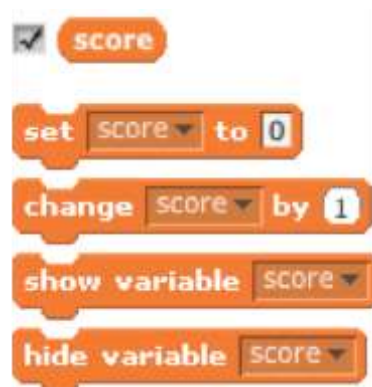 score
set score to 0
change score by 1
show variable score
hide variable score